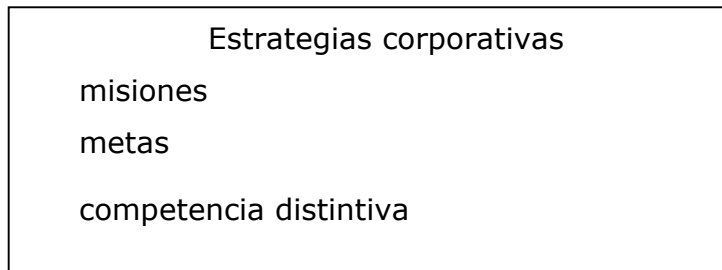 Estrategias corporativas
misiones
metas
competencia distintiva